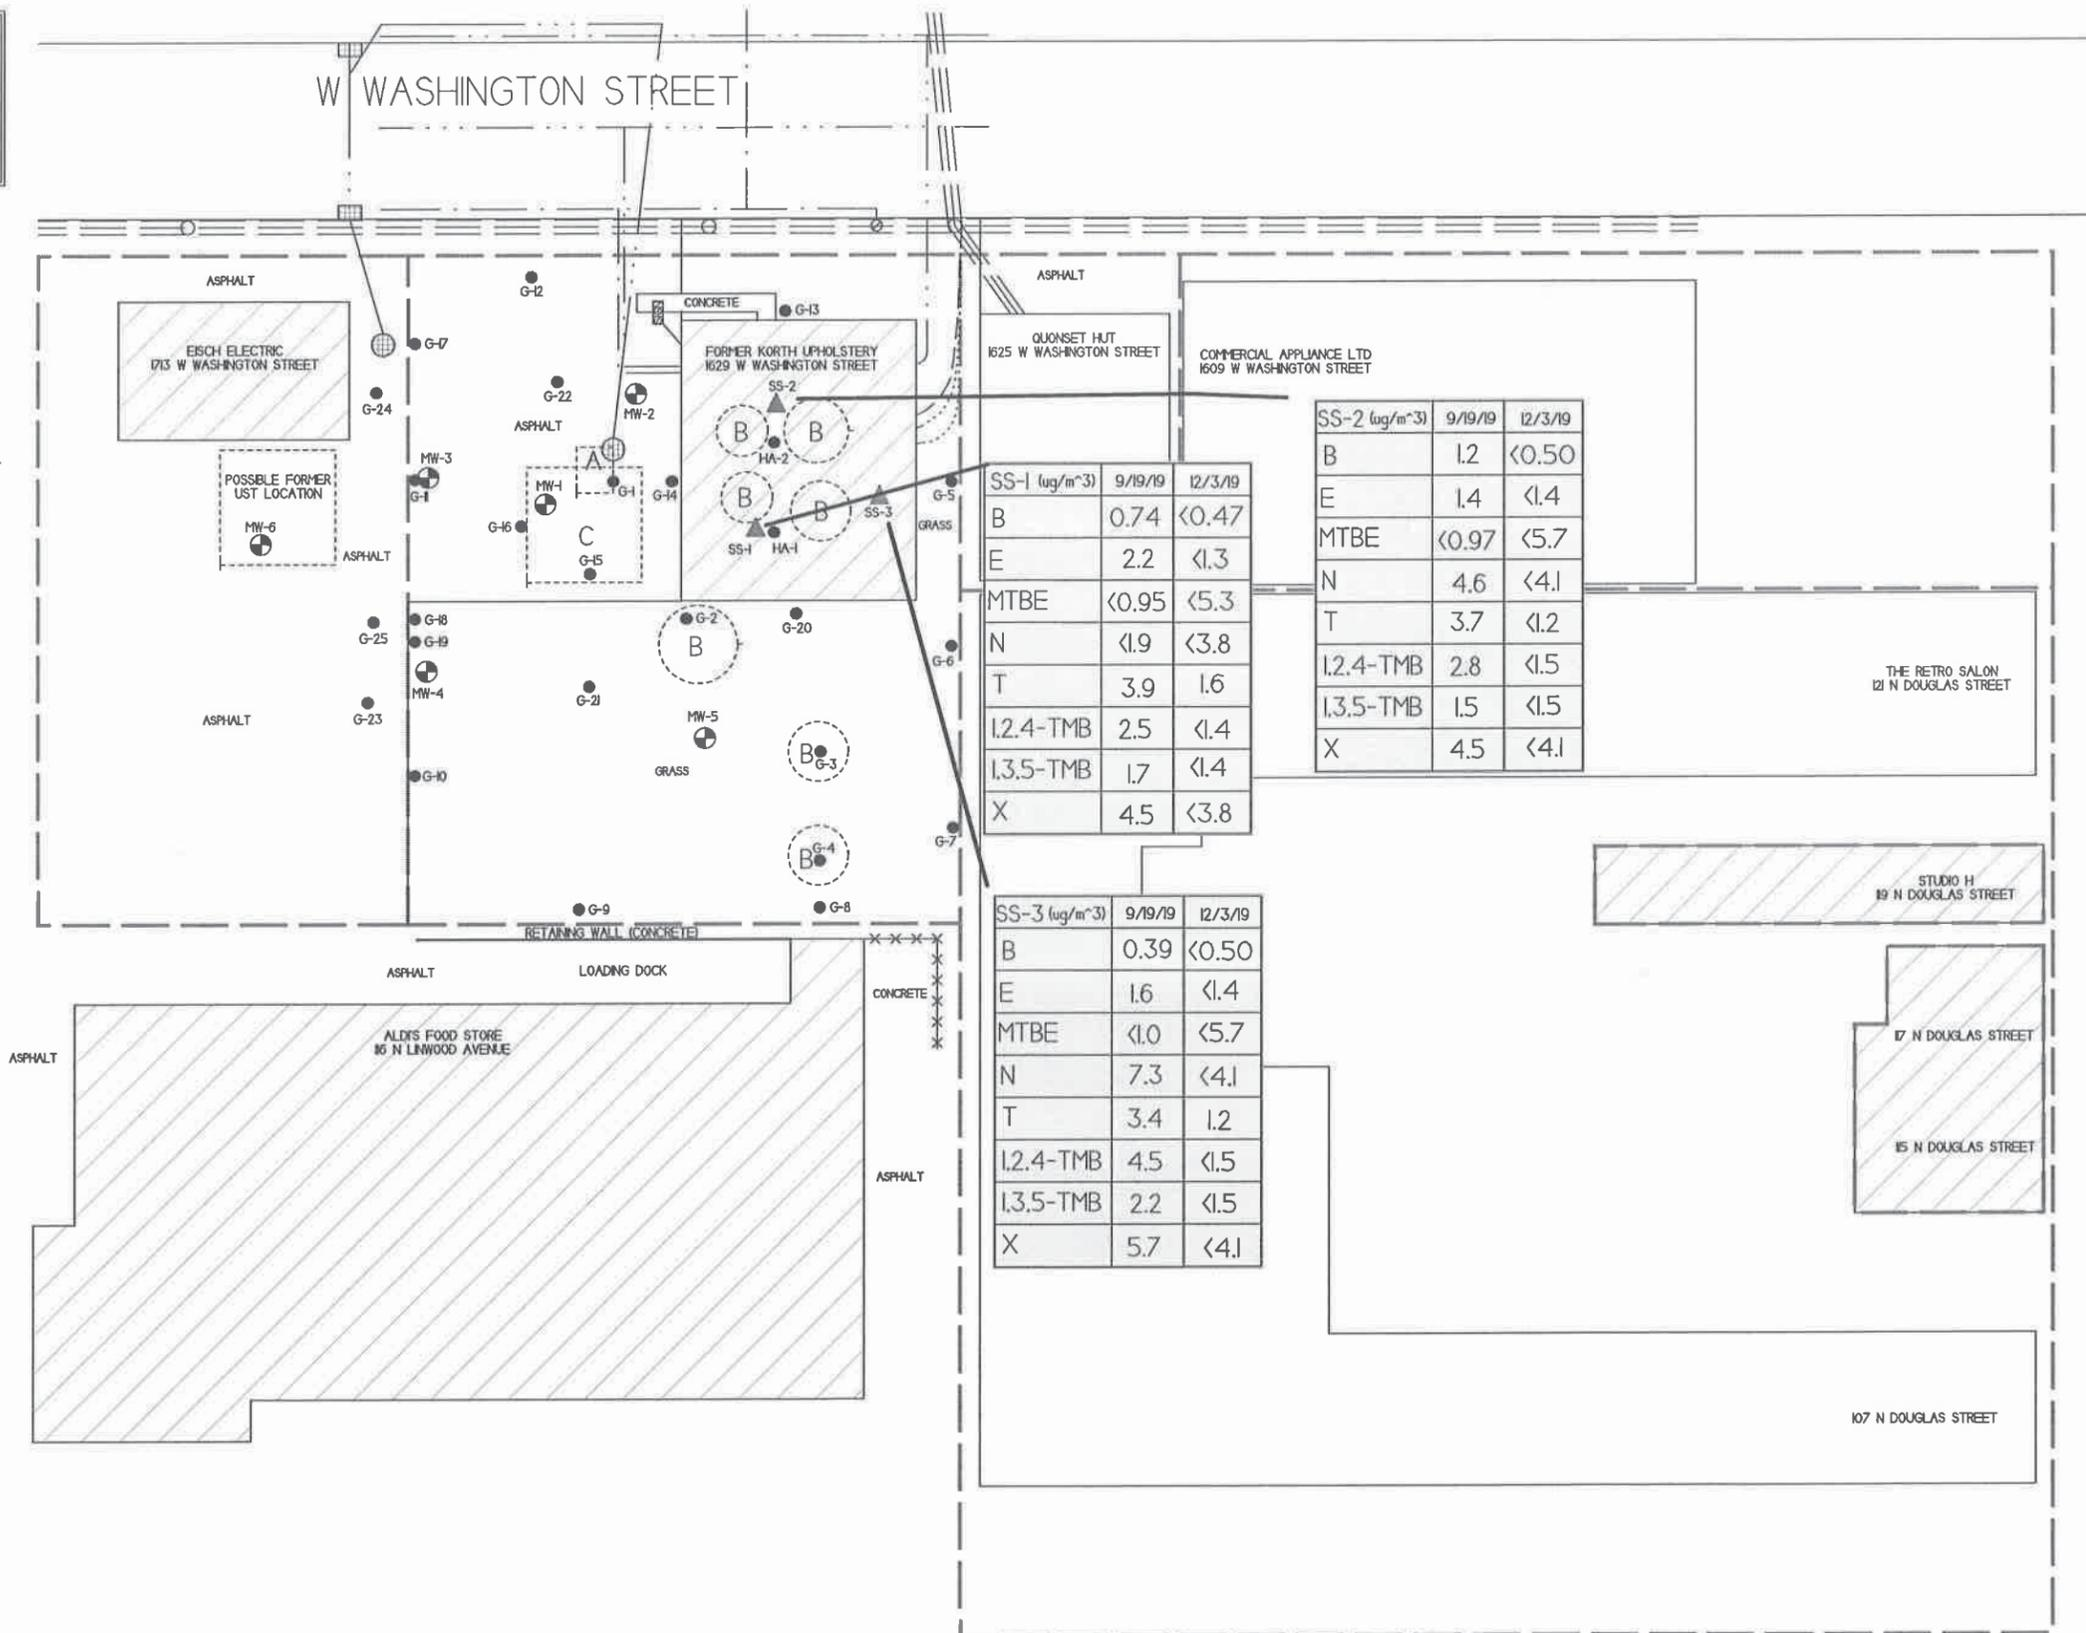 W WASHINGTON STREET
ASPHALT
G-12
CONCRETE
G-13
ASPHALT
EISCH ELECTRIC
1713 W WASHINGTON STREET
G-17
G-24
G-22
MW-2
ASPHALT
FORMER KORTH UPHOLSTERY
1629 W WASHINGTON STREET
SS-2
B
B
HA-2
B
B
SS-1
HA-1
SS-3
QUONSET HUT
1625 W WASHINGTON STREET
COMMERCIAL APPLIANCE LTD
1609 W WASHINGTON STREET
POSSIBLE FORMER
UST LOCATION
MW-6
ASPHALT
MW-3
G-11
A
MW-1
G-1
G-14
G-16
C
G-15
G-5
GRASS
SS-2 (ug/m^3) 9/19/19 12/3/19
B 1.2 <0.50
E 1.4 <1.4
MTBE <0.97 <5.7
N 4.6 <4.1
T 3.7 <1.2
1,2,4-TMB 2.8 <1.5
1,3,5-TMB 1.5 <1.5
X 4.5 <4.1
SS-1 (ug/m^3) 9/19/19 12/3/19
B 0.74 <0.47
E 2.2 <1.3
MTBE <0.95 <5.3
N <1.9 <3.8
T 3.9 1.6
1,2,4-TMB 2.5 <1.4
1,3,5-TMB 1.7 <1.4
X 4.5 <3.8
G-25
G-18
G-19
MW-4
G-23
ASPHALT
G-10
G-2
B
G-20
G-6
G-21
MW-5
GRASS
B
G-3
G-7
B
G-4
G-9
G-8
THE RETRO SALON
121 N DOUGLAS STREET
STUDIO H
119 N DOUGLAS STREET
RETAINING WALL (CONCRETE)
ASPHALT
LOADING DOCK
CONCRETE
SS-3 (ug/m^3) 9/19/19 12/3/19
B 0.39 <0.50
E 1.6 <1.4
MTBE <1.0 <5.7
N 7.3 <4.1
T 3.4 1.2
1,2,4-TMB 4.5 <1.5
1,3,5-TMB 2.2 <1.5
X 5.7 <4.1
ALDI'S FOOD STORE
116 N LINWOOD AVENUE
ASPHALT
ASPHALT
117 N DOUGLAS STREET
115 N DOUGLAS STREET
107 N DOUGLAS STREET